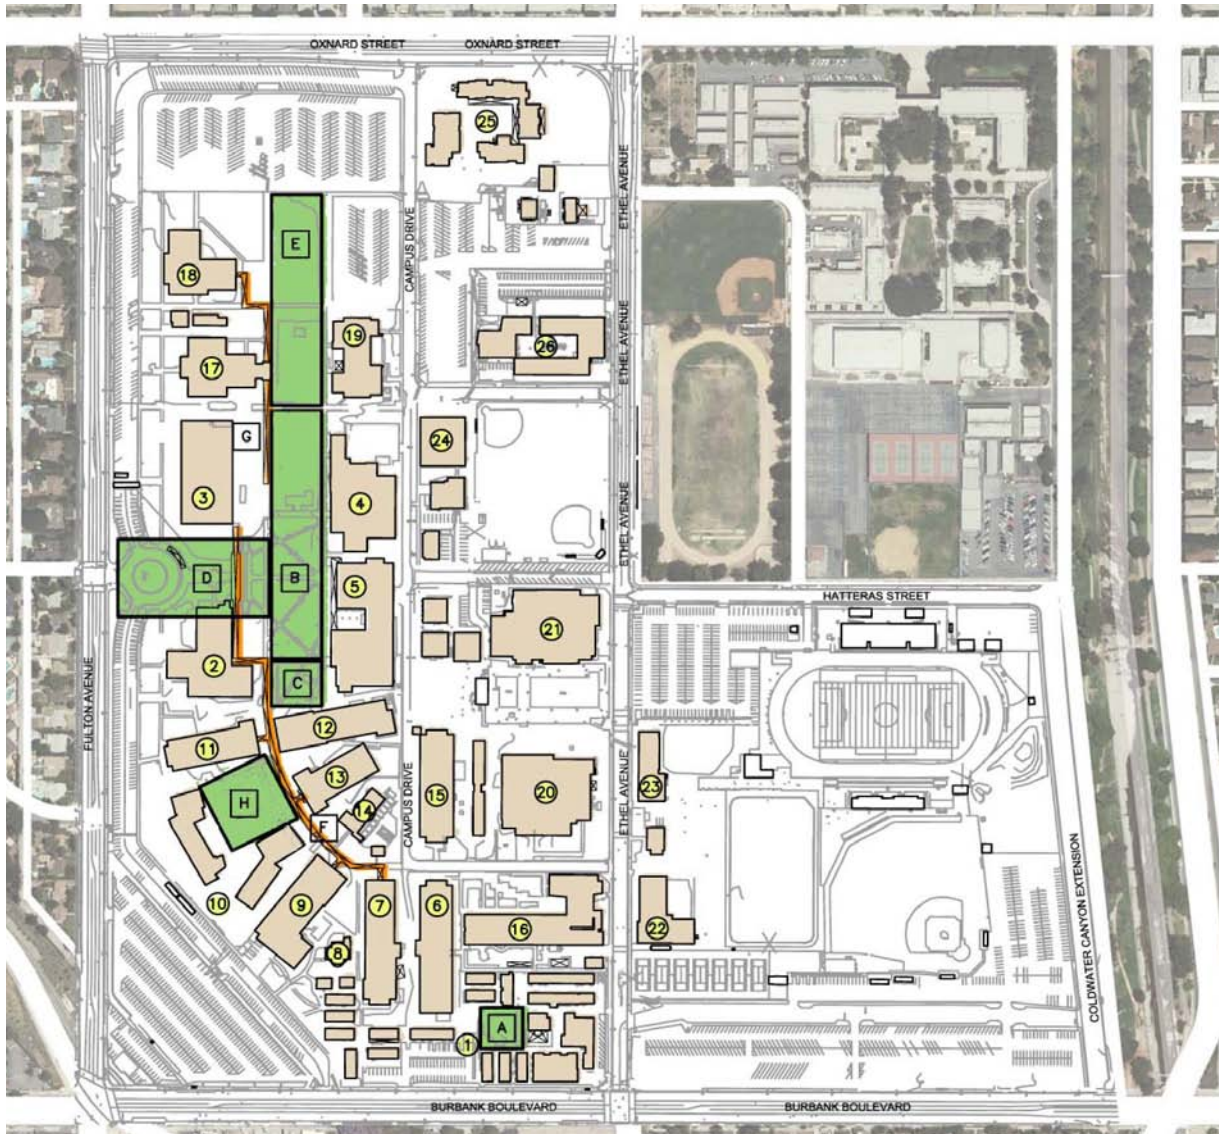 OXNARD STREET
OXNARD STREET
25
ETHEL AVENUE
CAMPUS DRIVE
E
18
19
26
ETHEL AVENUE
17
G
24
3
4
ETHEL AVENUE
D
B
5
HATTERAS STREET
21
2
C
FULTON AVENUE
12
11
13
23
ETHEL AVENUE
CAMPUS DRIVE
15
20
H
14
F
10
9
7
6
16
22
8
COLDWATER CANYON EXTENSION
A
1
BURBANK BOULEVARD
BURBANK BOULEVARD